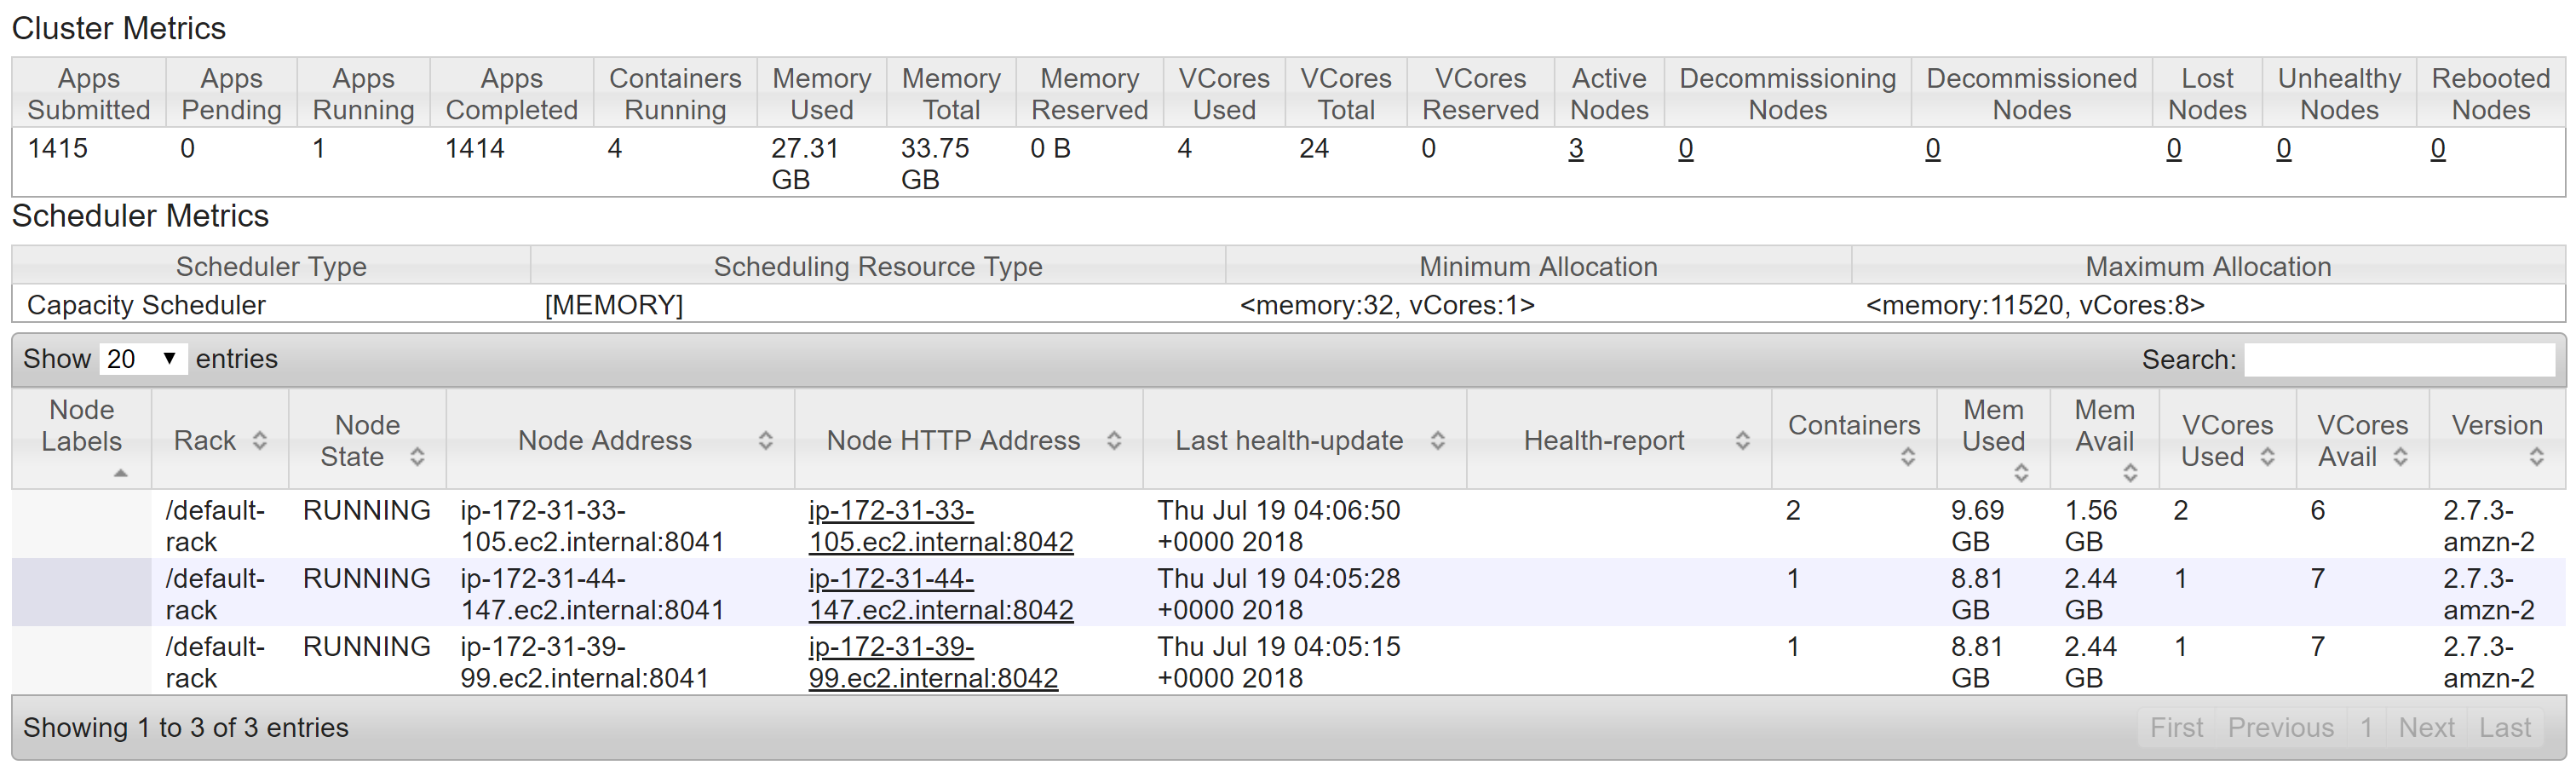 Cluster Metrics
Apps Submitted Apps Pending Apps Running Apps Completed Containers Running Memory Used Memory Total Memory Reserved VCores Used VCores Total VCores Reserved Active Nodes Decommissioning Nodes Decommissioned Nodes Lost Nodes Unhealthy Nodes Rebooted Nodes
1415 0 1 1414 4 27.31 GB 33.75 GB 0 B 4 24 0 3 0 0 0 0 0
Scheduler Metrics
Scheduler Type Scheduling Resource Type Minimum Allocation Maximum Allocation
Capacity Scheduler [MEMORY] <memory:32, vCores:1> <memory:11520, vCores:8>
Show 20 entries Search:
Node Labels Rack Node State Node Address Node HTTP Address Last health-update Health-report Containers Mem Used Mem Avail VCores Used VCores Avail Version
/default-rack RUNNING ip-172-31-33-105.ec2.internal:8041 ip-172-31-33-105.ec2.internal:8042 Thu Jul 19 04:06:50 +0000 2018 2 9.69 GB 1.56 GB 2 6 2.7.3-amzn-2
/default-rack RUNNING ip-172-31-44-147.ec2.internal:8041 ip-172-31-44-147.ec2.internal:8042 Thu Jul 19 04:05:28 +0000 2018 1 8.81 GB 2.44 GB 1 7 2.7.3-amzn-2
/default-rack RUNNING ip-172-31-39-99.ec2.internal:8041 ip-172-31-39-99.ec2.internal:8042 Thu Jul 19 04:05:15 +0000 2018 1 8.81 GB 2.44 GB 1 7 2.7.3-amzn-2
Showing 1 to 3 of 3 entries First Previous 1 Next Last